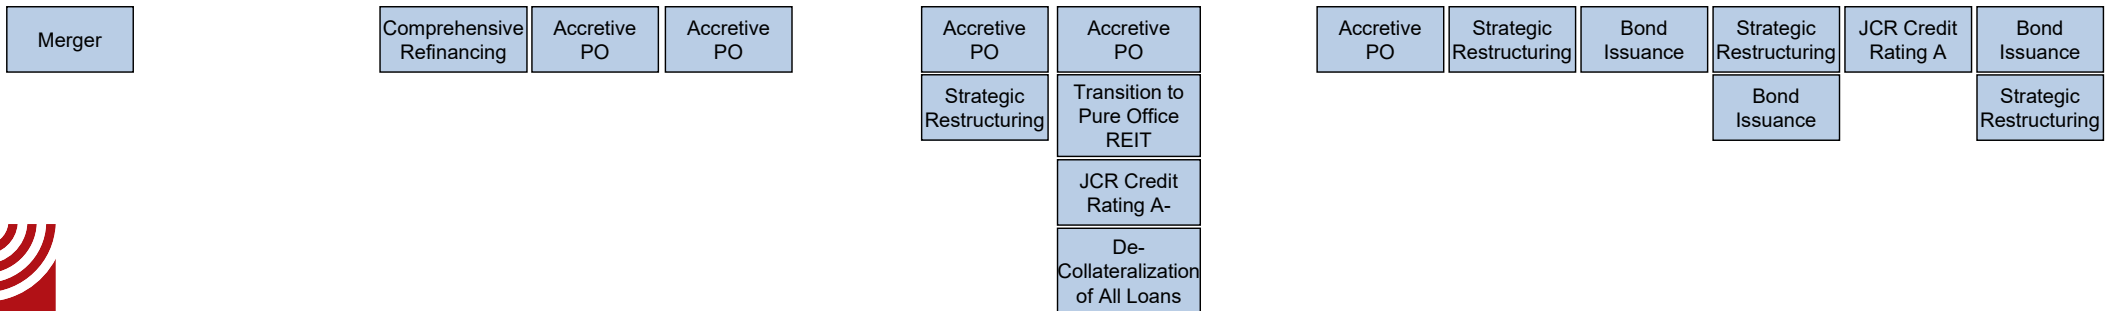 Merger
Comprehensive
Refinancing
Accretive
PO
Accretive
PO
Accretive
PO
Strategic
Restructuring
Accretive
PO
Transition to
Pure Office
REIT
JCR Credit
Rating A-
De-
Collateralization
of All Loans
Accretive
PO
Strategic
Restructuring
Bond
Issuance
Strategic
Restructuring
Bond
Issuance
JCR Credit
Rating A
Bond
Issuance
Strategic
Restructuring